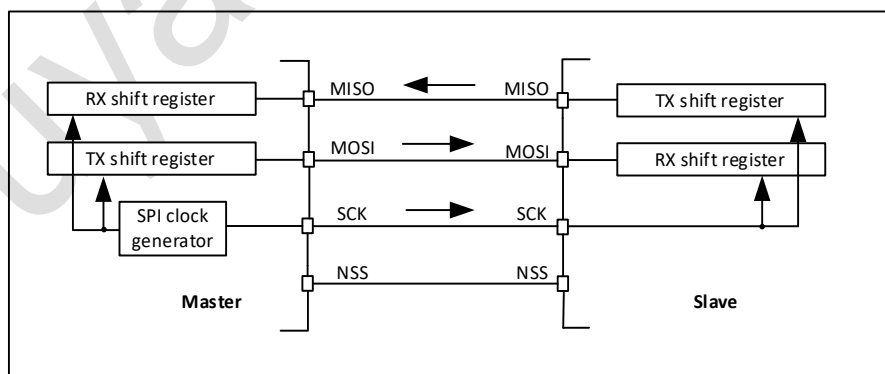 MISO MISO
RX shift register TX shift register
MOSI MOSI
TX shift register RX shift register
SCK SCK
SPI clock
generator
NSS NSS
Master Slave